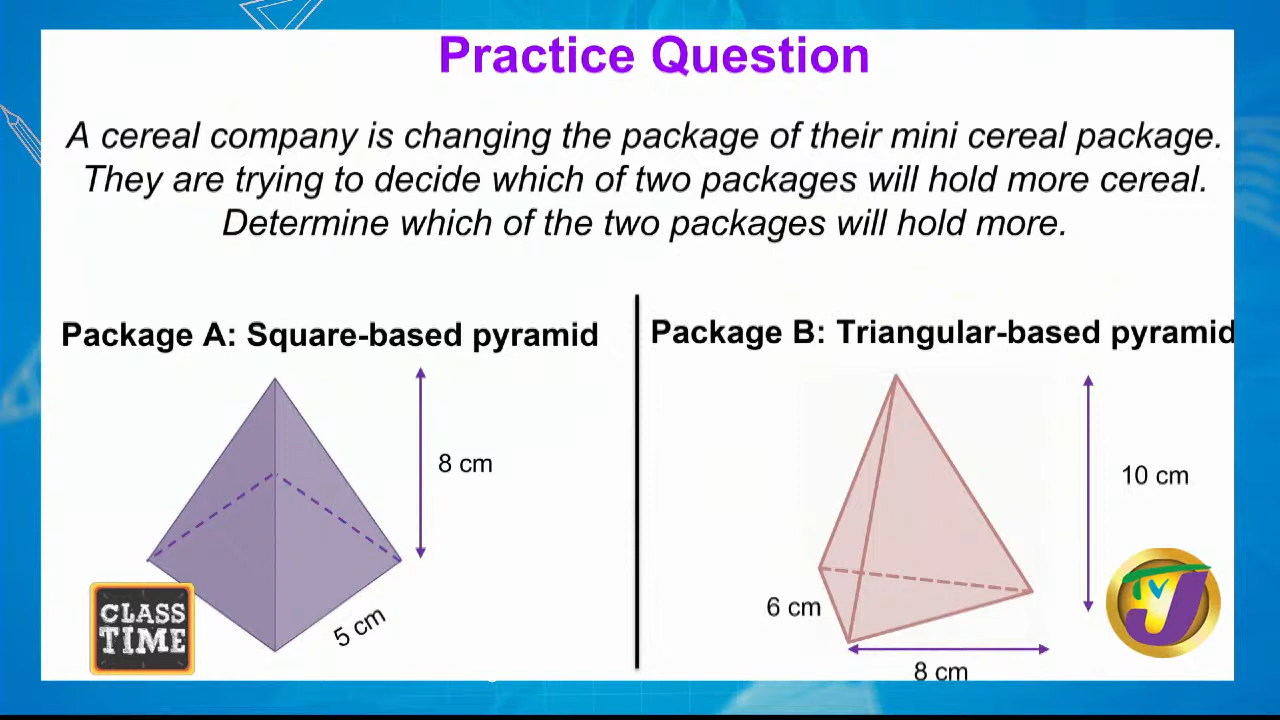 Practice Question
A cereal company is changing the package of their mini cereal package.
They are trying to decide which of two packages will hold more cereal.
Determine which of the two packages will hold more.
Package A: Square-based pyramid
Package B: Triangular-based pyramid
8 cm
5 cm
10 cm
6 cm
8 cm
CLASS
TIME
TVJ